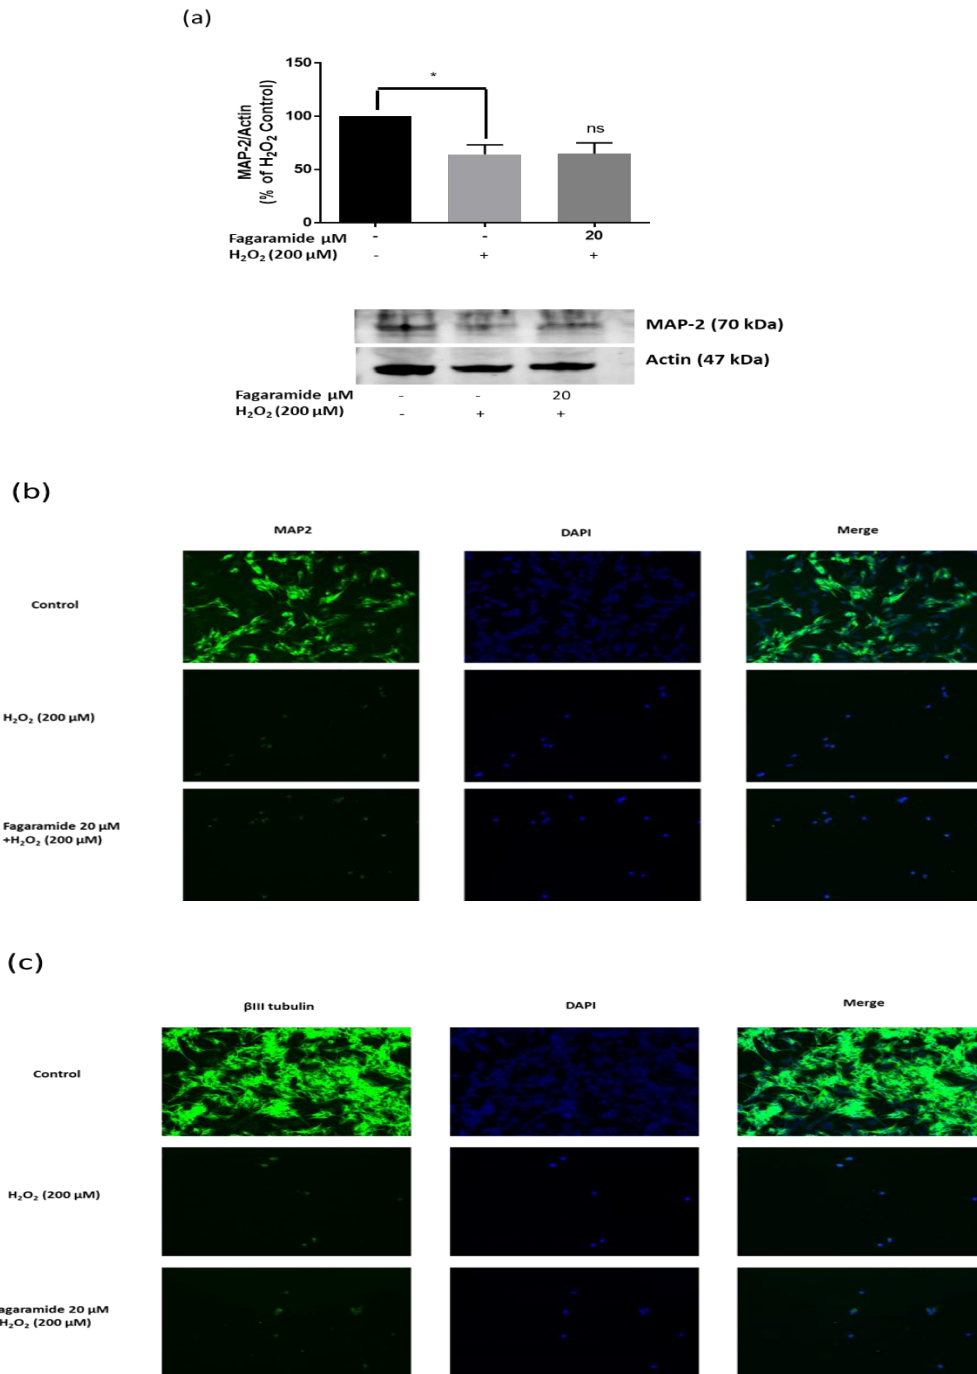 (a)
150
100
50
0
MAP-2/Actin
(% of H₂O₂ Control)
*
ns
Fagaramide µM - - 20
H₂O₂ (200 µM) - + +
MAP-2 (70 kDa)
Actin (47 kDa)
Fagaramide µM - - 20
H₂O₂ (200 µM) - + +
(b)
MAP2 DAPI Merge
Control
H₂O₂ (200 µM)
Fagaramide 20 µM
+H₂O₂ (200 µM)
(c)
βIII tubulin DAPI Merge
Control
H₂O₂ (200 µM)
agaramide 20 µM
H₂O₂ (200 µM)